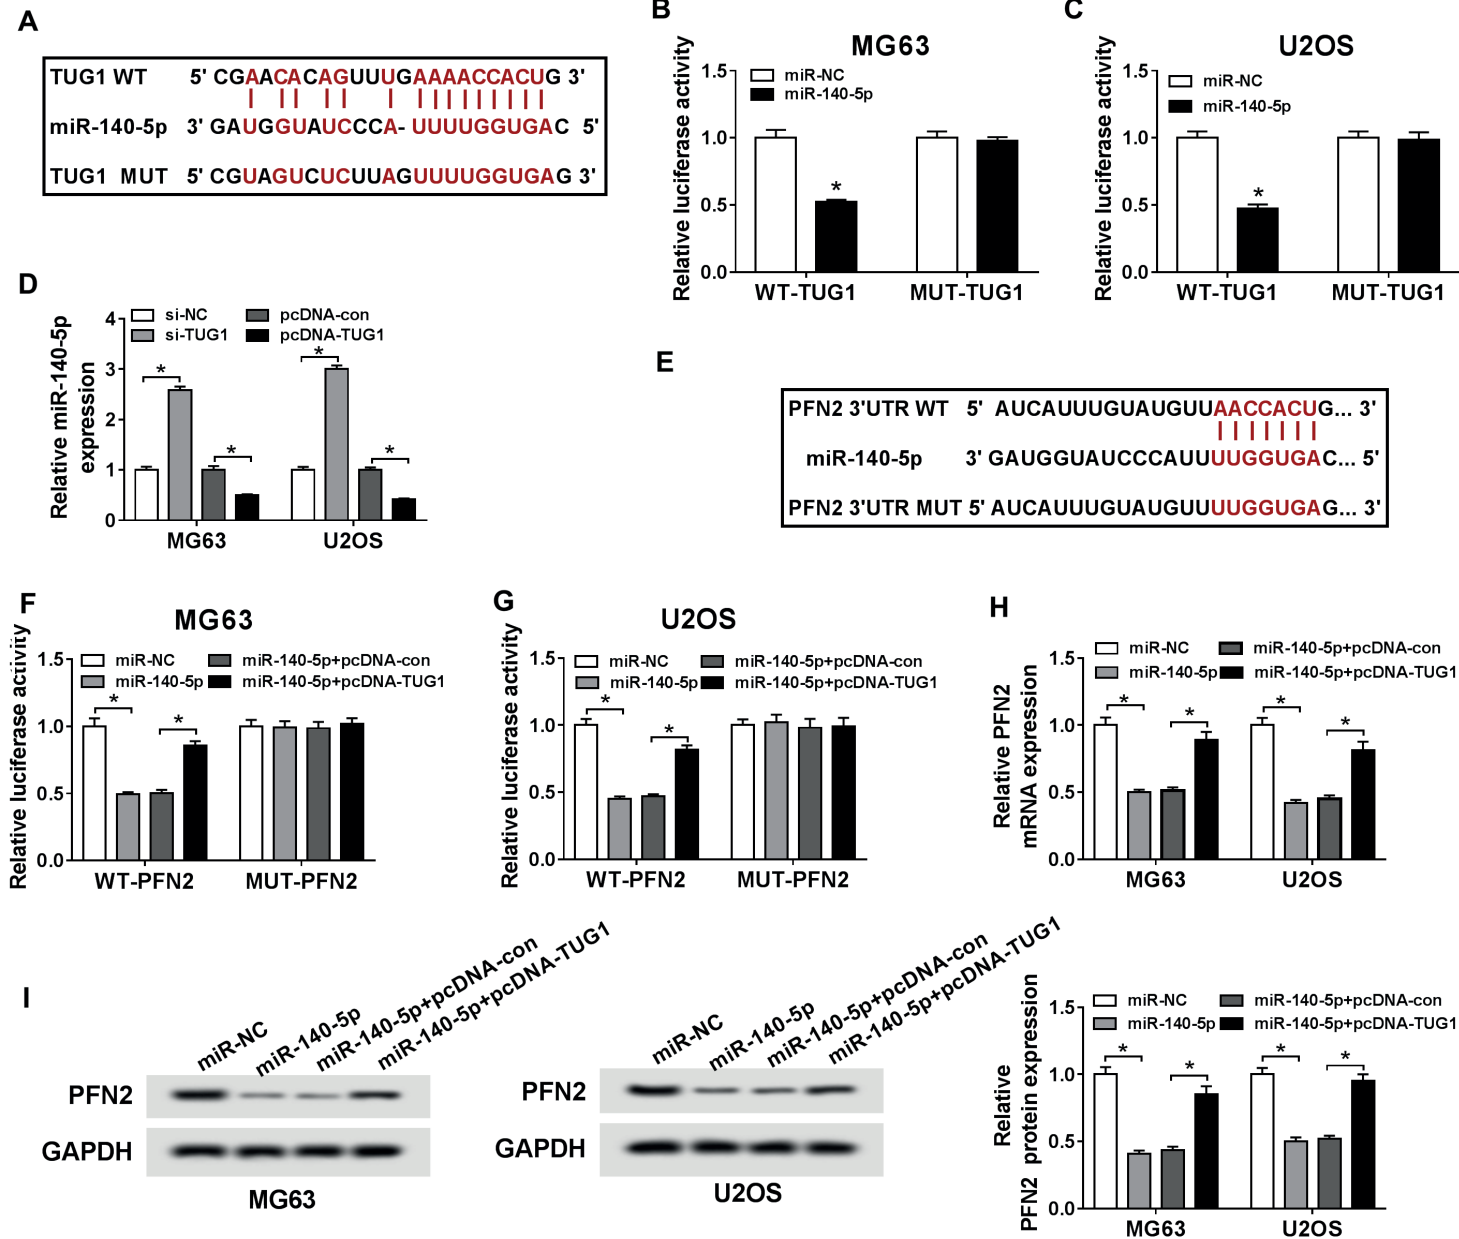 A
TUG1 WT 5' CGAACACAGUUUGAAAACCACUG 3'
miR-140-5p 3' GAUGGUAUCCCA- UUUUGGUGAC 5'
TUG1 MUT 5' CGUAGUCUCUUAGUUUUGGUGAG 3'
B
MG63
Relative luciferase activity
miR-NC
miR-140-5p
1.5
1.0
0.5
0.0
*
WT-TUG1 MUT-TUG1
C
U2OS
Relative luciferase activity
miR-NC
miR-140-5p
1.5
1.0
0.5
0.0
*
WT-TUG1 MUT-TUG1
D
Relative miR-140-5p
expression
si-NC pcDNA-con
si-TUG1 pcDNA-TUG1
4
3
2
1
0
* * * *
MG63 U2OS
E
PFN2 3'UTR WT 5' AUCAUUUGUAUGUUAACCACUG... 3'
miR-140-5p 3' GAUGGUAUCCCAUUUUGGUGAC... 5'
PFN2 3'UTR MUT 5' AUCAUUUGUAUGUUUUGGUGAG... 3'
F
MG63
Relative luciferase activity
miR-NC miR-140-5p+pcDNA-con
miR-140-5p miR-140-5p+pcDNA-TUG1
1.5
1.0
0.5
0.0
* *
WT-PFN2 MUT-PFN2
G
U2OS
Relative luciferase activity
miR-NC miR-140-5p+pcDNA-con
miR-140-5p miR-140-5p+pcDNA-TUG1
1.5
1.0
0.5
0.0
* *
WT-PFN2 MUT-PFN2
H
Relative PFN2
mRNA expression
miR-NC miR-140-5p+pcDNA-con
miR-140-5p miR-140-5p+pcDNA-TUG1
1.5
1.0
0.5
0.0
* * * *
MG63 U2OS
I
miR-NC
miR-140-5p
miR-140-5p+pcDNA-con
miR-140-5p+pcDNA-TUG1
PFN2
GAPDH
MG63
miR-NC
miR-140-5p
miR-140-5p+pcDNA-con
miR-140-5p+pcDNA-TUG1
PFN2
GAPDH
U2OS
Relative
PFN2 protein expression
miR-NC miR-140-5p+pcDNA-con
miR-140-5p miR-140-5p+pcDNA-TUG1
1.5
1.0
0.5
0.0
* * * *
MG63 U2OS